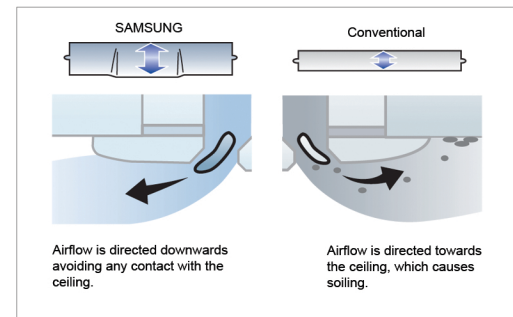 SAMSUNG
Conventional
Airflow is directed downwards
avoiding any contact with the
ceiling.
Airflow is directed towards
the ceiling, which causes
soiling.